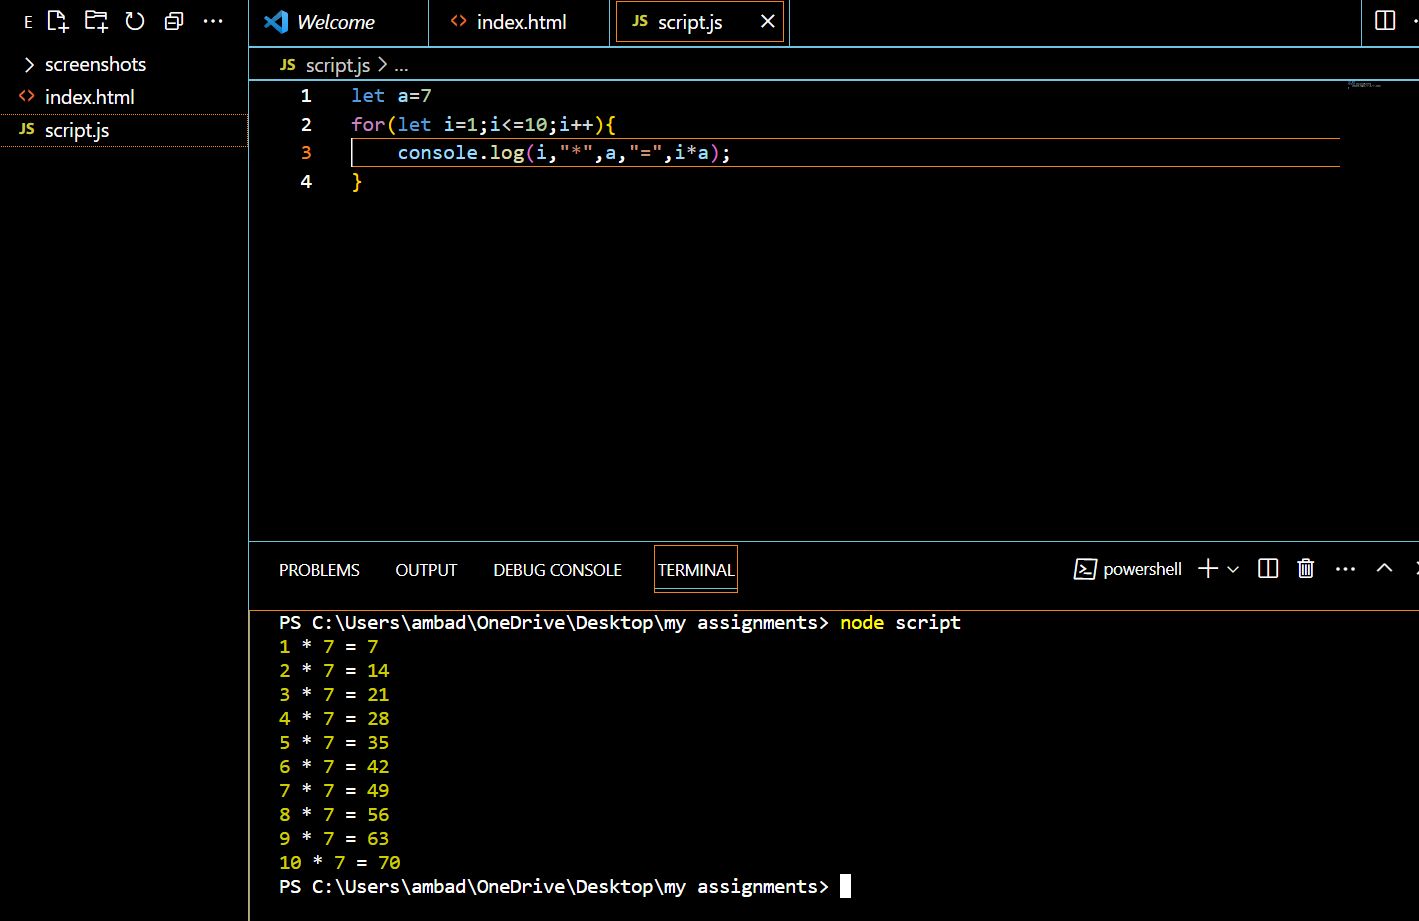 E
Welcome
index.html
JS script.js
screenshots
index.html
JS script.js
JS script.js > ...
1 let a=7
2 for(let i=1;i<=10;i++){
3     console.log(i,"*",a,"=",i*a);
4 }
PROBLEMS OUTPUT DEBUG CONSOLE TERMINAL powershell
PS C:\Users\ambad\OneDrive\Desktop\my assignments> node script
1 * 7 = 7
2 * 7 = 14
3 * 7 = 21
4 * 7 = 28
5 * 7 = 35
6 * 7 = 42
7 * 7 = 49
8 * 7 = 56
9 * 7 = 63
10 * 7 = 70
PS C:\Users\ambad\OneDrive\Desktop\my assignments>